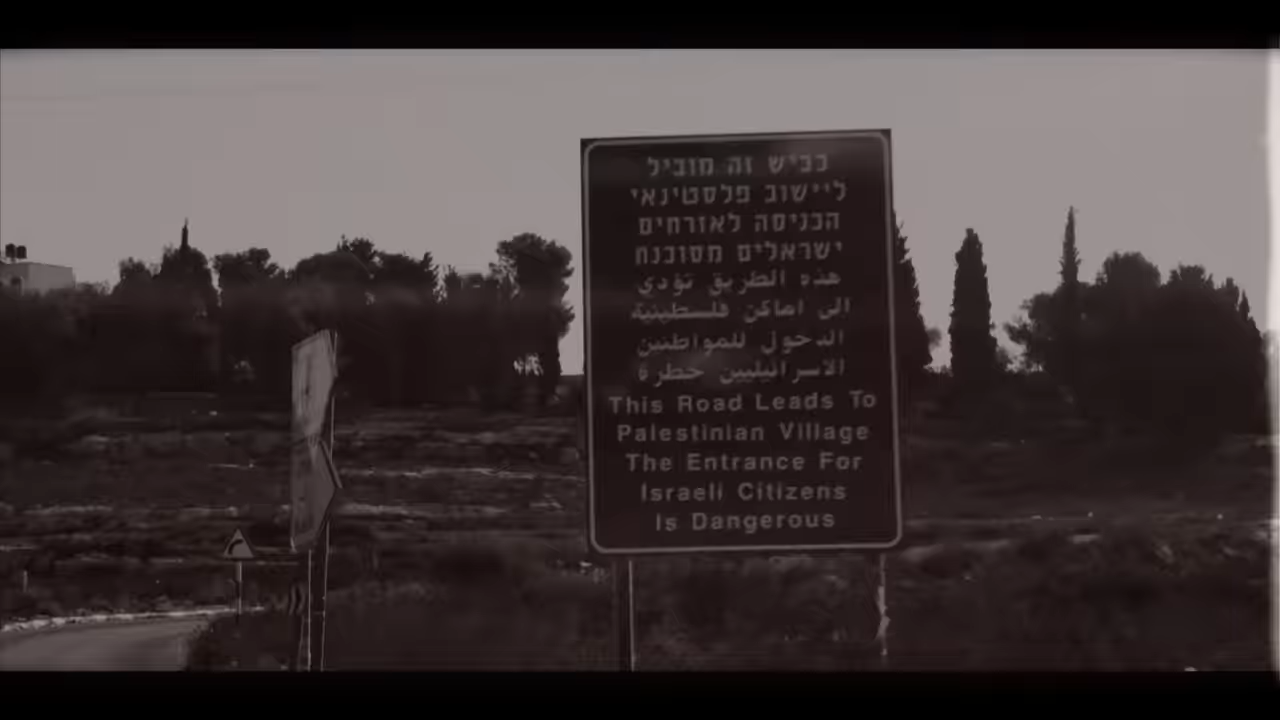 כביש זה מוביל
ליישוב פלסטינאי
הכניסה לאזרחים
ישראלים מסוכנת
هذه الطريق تؤدي
الى اماكن فلسطينية
الدخول للمواطنين
الاسرائيليين خطرة
This Road Leads To
Palestinian Village
The Entrance For
Israeli Citizens
Is Dangerous